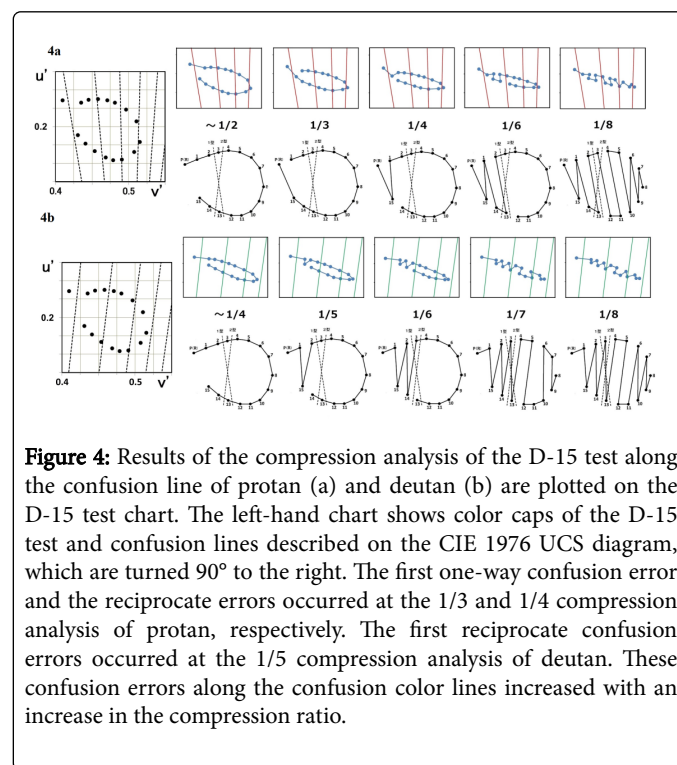 4a
u'
0.2
0.4
0.5
V'
~1/2
1/3
1/4
1/6
1/8
4b
u'
0.2
0.4
0.5
V'
~1/4
1/5
1/6
1/7
1/8
Figure 4: Results of the compression analysis of the D-15 test along
the confusion line of protan (a) and deutan (b) are plotted on the
D-15 test chart. The left-hand chart shows color caps of the D-15
test and confusion lines described on the CIE 1976 UCS diagram,
which are turned 90° to the right. The first one-way confusion error
and the reciprocate errors occurred at the 1/3 and 1/4 compression
analysis of protan, respectively. The first reciprocate confusion
errors occurred at the 1/5 compression analysis of deutan. These
confusion errors along the confusion color lines increased with an
increase in the compression ratio.